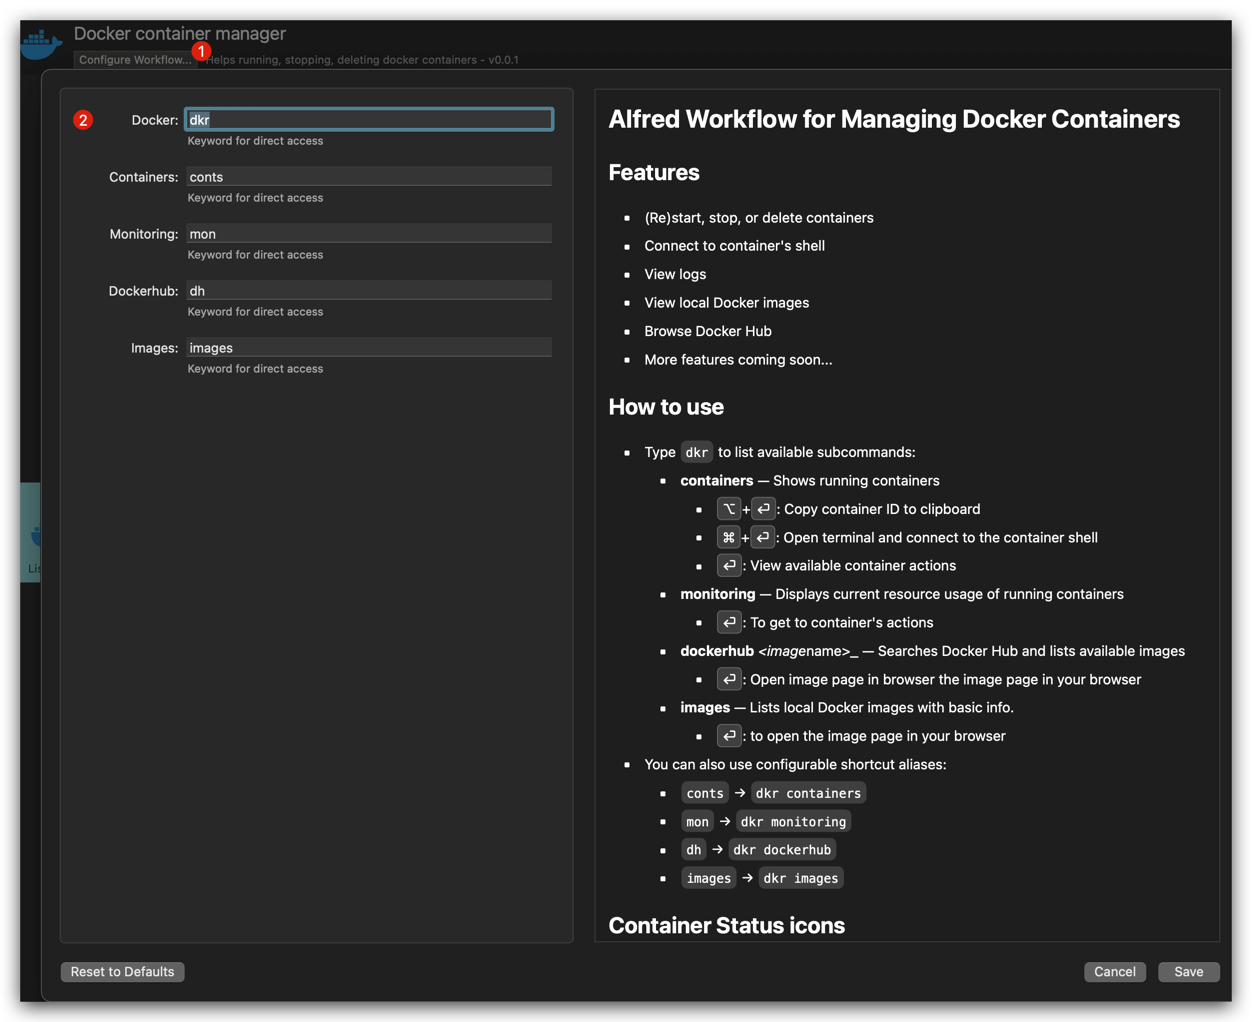 Docker container manager
Configure Workflow... 1 Helps running, stopping, deleting docker containers - v0.0.1
2 Docker: dkr
Keyword for direct access
Containers: conts
Keyword for direct access
Monitoring: mon
Keyword for direct access
Dockerhub: dh
Keyword for direct access
Images: images
Keyword for direct access
Alfred Workflow for Managing Docker Containers
Features
(Re)start, stop, or delete containers
Connect to container's shell
View logs
View local Docker images
Browse Docker Hub
More features coming soon...
How to use
Type dkr to list available subcommands:
containers — Shows running containers
⌥+↩: Copy container ID to clipboard
⌘+↩: Open terminal and connect to the container shell
↩: View available container actions
monitoring — Displays current resource usage of running containers
↩: To get to container's actions
dockerhub <imagename>_ — Searches Docker Hub and lists available images
↩: Open image page in browser the image page in your browser
images — Lists local Docker images with basic info.
↩: to open the image page in your browser
You can also use configurable shortcut aliases:
conts → dkr containers
mon → dkr monitoring
dh → dkr dockerhub
images → dkr images
Container Status icons
Reset to Defaults
Cancel Save